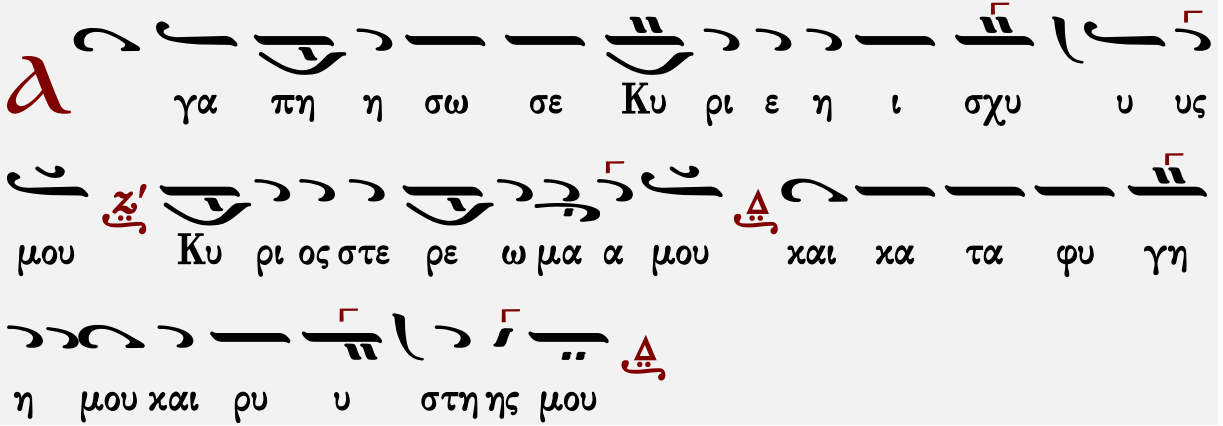 α γα πη η σω σε Κυ ρι ε η ι σχυ υ υς
μου ζ′ Κυ ρι ος στε ρε ω μα α μου Δ και κα τα φυ γη
η μου και ρυ υ στη ης μου Δ